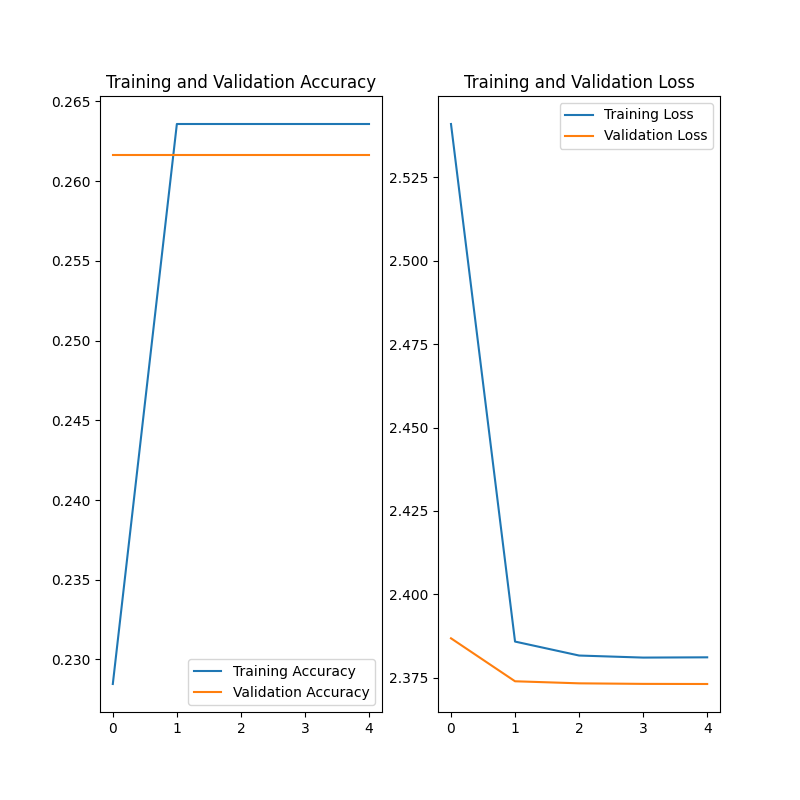 Training and Validation Accuracy
0.265
0.260
0.255
0.250
0.245
0.240
0.235
0.230
0 1 2 3 4
Training Accuracy
Validation Accuracy
Training and Validation Loss
2.525
2.500
2.475
2.450
2.425
2.400
2.375
0 1 2 3 4
Training Loss
Validation Loss